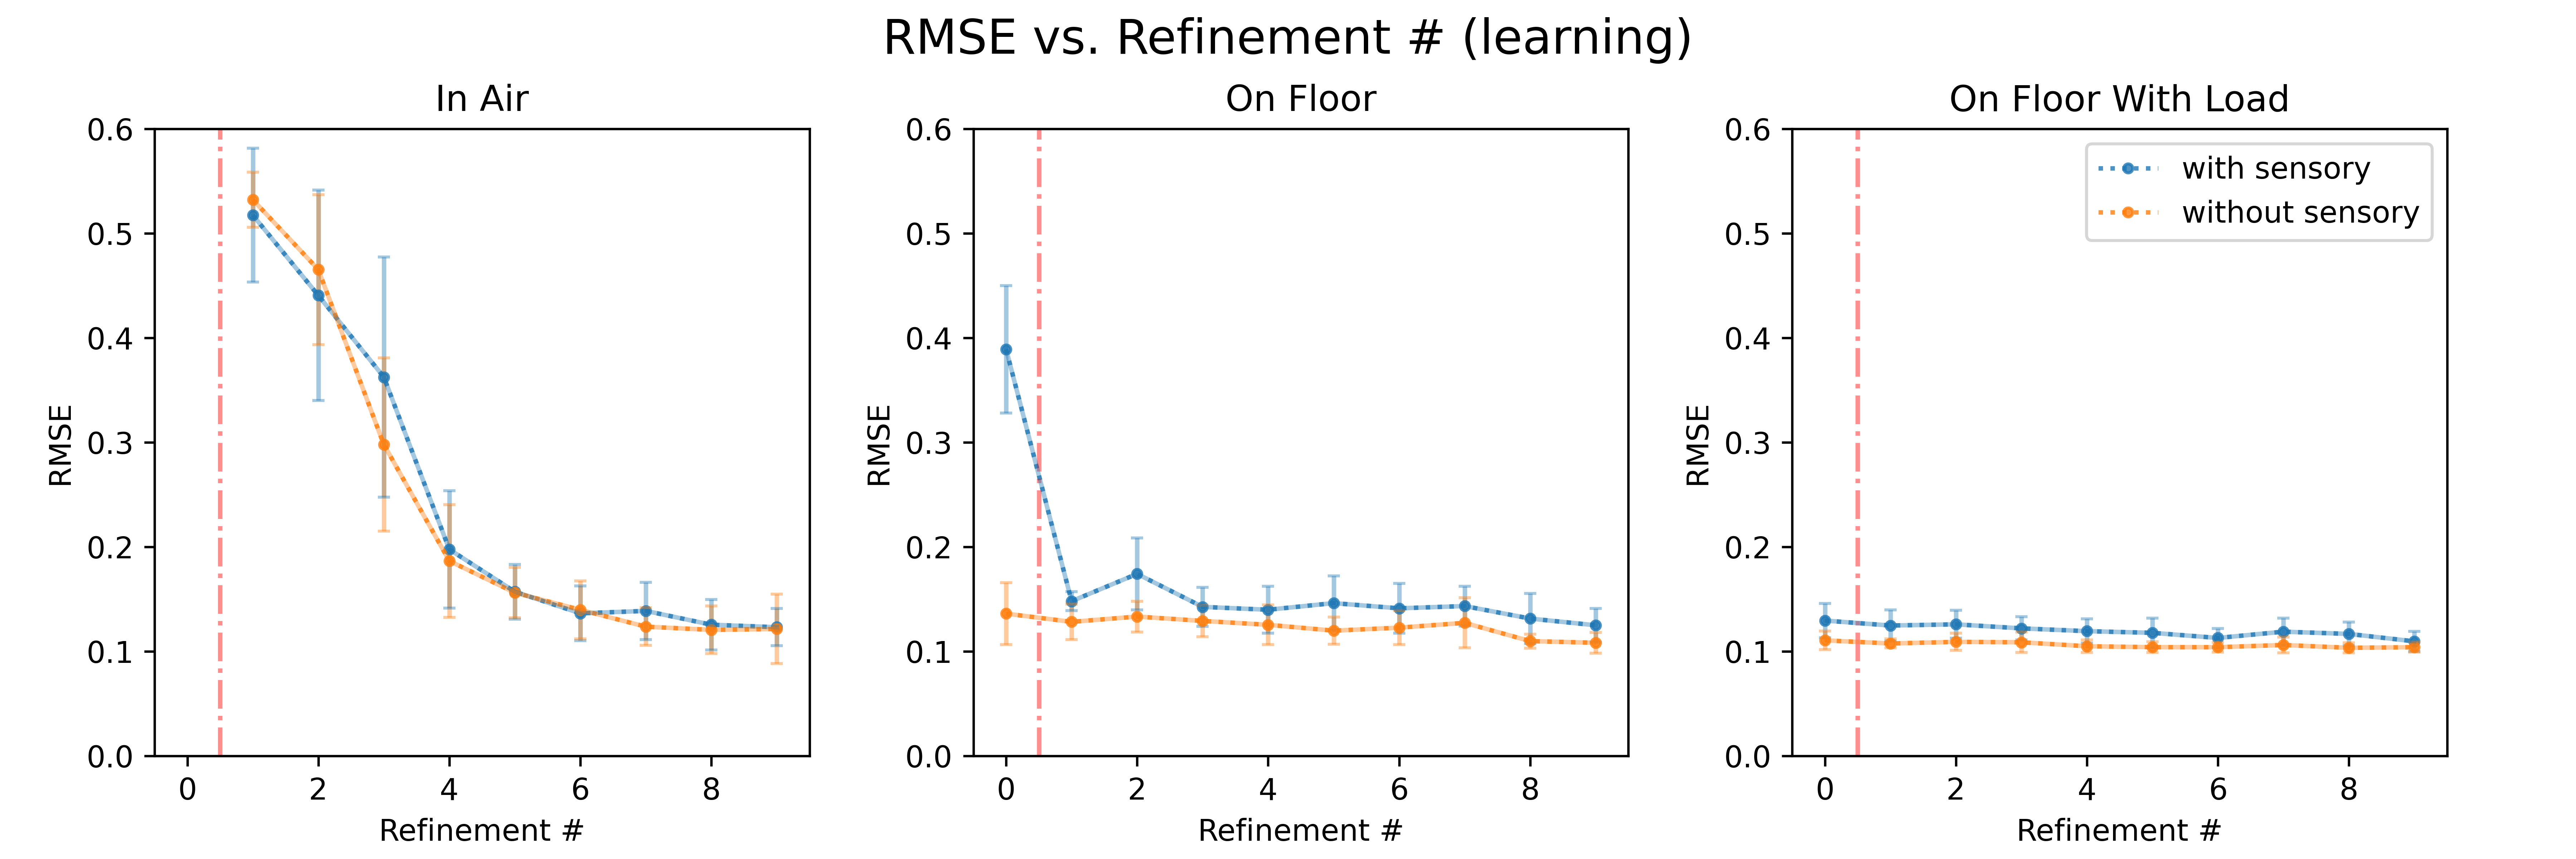 RMSE vs. Refinement # (learning)
In Air
0.6
0.5
0.4
0.3
0.2
0.1
0.0
RMSE
0 2 4 6 8
Refinement #
On Floor
0.6
0.5
0.4
0.3
0.2
0.1
0.0
RMSE
0 2 4 6 8
Refinement #
On Floor With Load
0.6
0.5
0.4
0.3
0.2
0.1
0.0
RMSE
with sensory
without sensory
0 2 4 6 8
Refinement #